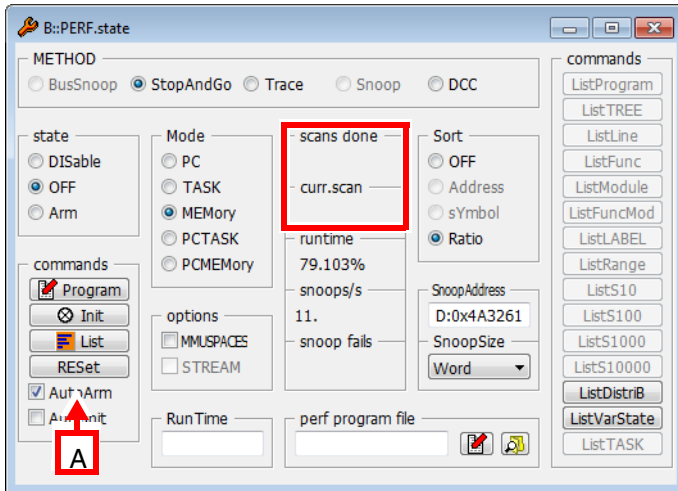 B::PERF.state
METHOD
BusSnoop StopAndGo Trace Snoop DCC
state
DISable
OFF
Arm
commands
Program
Init
List
RESet
AutoArm
A
Mode
PC
TASK
MEMory
PCTASK
PCMEMory
options
MMUSPACES
STREAM
RunTime
scans done
curr.scan
runtime
79.103%
snoops/s
11.
snoop fails
perf program file
Sort
OFF
Address
sYmbol
Ratio
SnoopAddress
D:0x4A3261
SnoopSize
Word
commands
ListProgram
ListTREE
ListLine
ListFunc
ListModule
ListFuncMod
ListLABEL
ListRange
ListS10
ListS100
ListS1000
ListS10000
ListDistriB
ListVarState
ListTASK